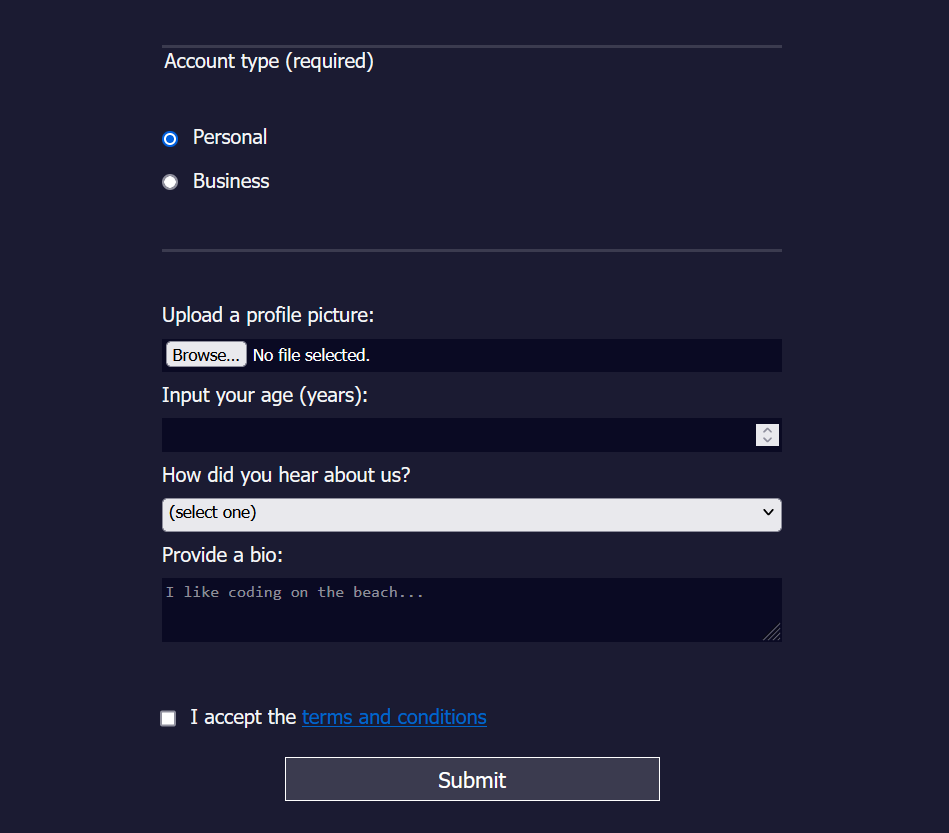 Account type (required)
Personal
Business
Upload a profile picture:
Browse... No file selected.
Input your age (years):
How did you hear about us?
(select one)
Provide a bio:
I like coding on the beach...
I accept the terms and conditions
Submit